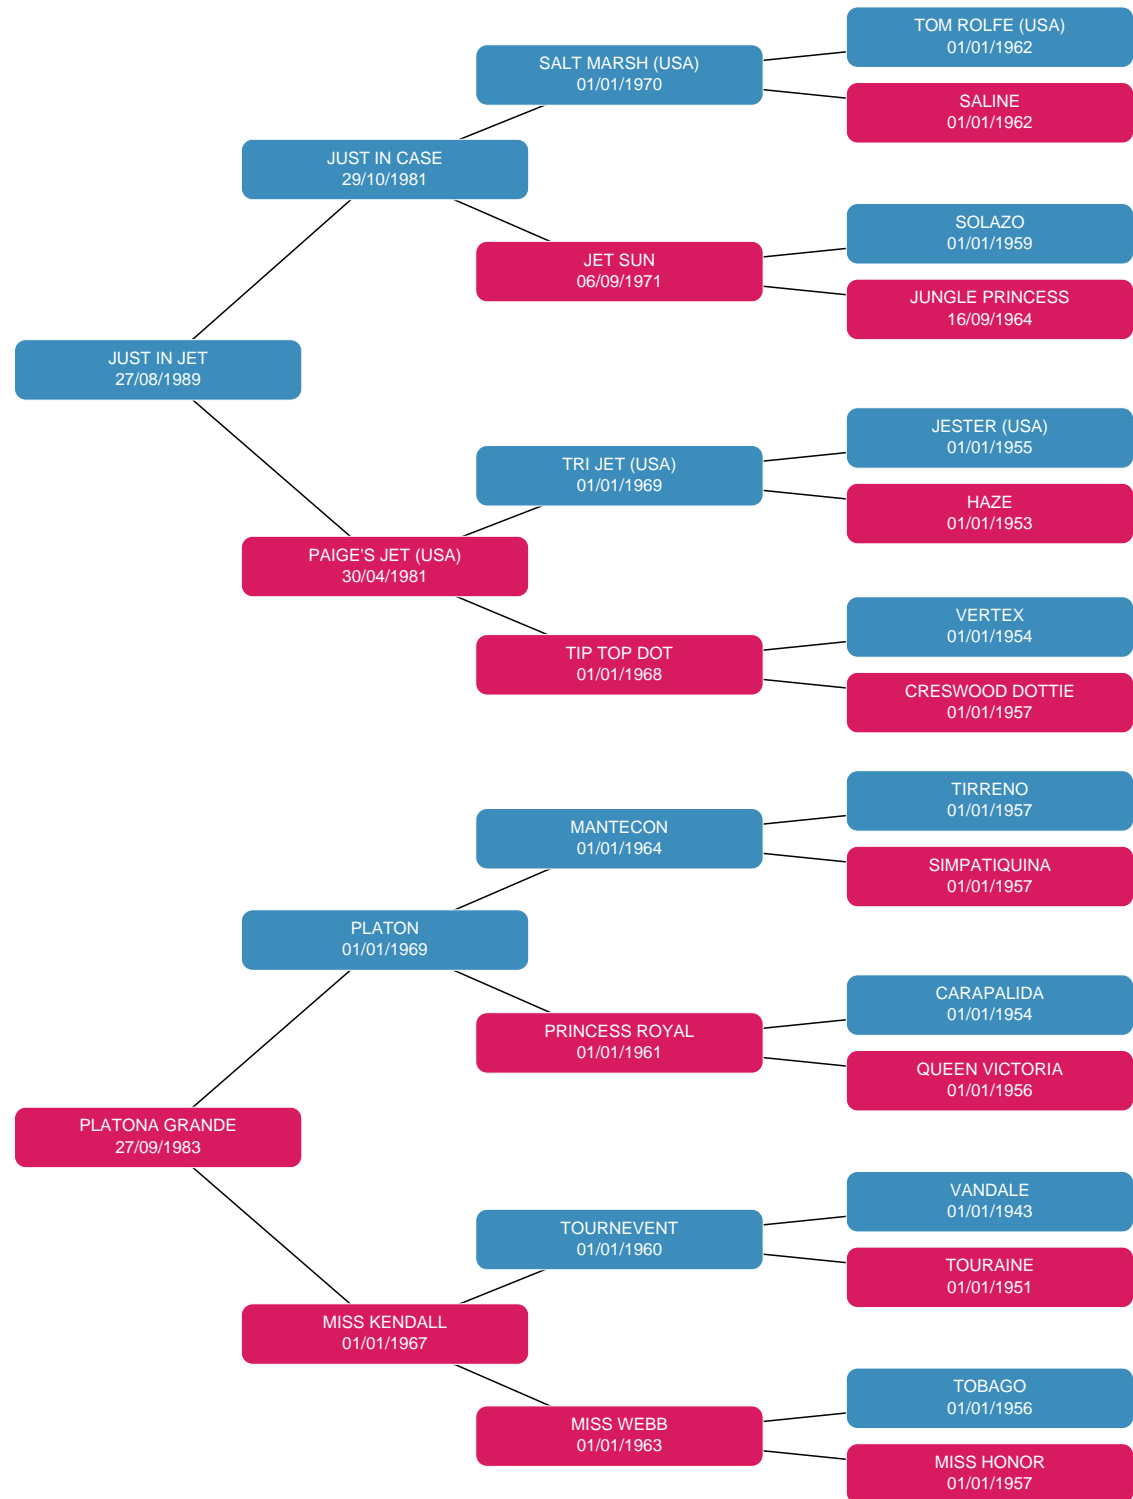 TOM ROLFE (USA)
01/01/1962
SALT MARSH (USA)
01/01/1970
SALINE
01/01/1962
JUST IN CASE
29/10/1981
SOLAZO
01/01/1959
JET SUN
06/09/1971
JUNGLE PRINCESS
16/09/1964
JUST IN JET
27/08/1989
JESTER (USA)
01/01/1955
TRI JET (USA)
01/01/1969
HAZE
01/01/1953
PAIGE'S JET (USA)
30/04/1981
VERTEX
01/01/1954
TIP TOP DOT
01/01/1968
CRESWOOD DOTTIE
01/01/1957
TIRRENO
01/01/1957
MANTECON
01/01/1964
SIMPATIQUINA
01/01/1957
PLATON
01/01/1969
CARAPALIDA
01/01/1954
PRINCESS ROYAL
01/01/1961
QUEEN VICTORIA
01/01/1956
PLATONA GRANDE
27/09/1983
VANDALE
01/01/1943
TOURNEVENT
01/01/1960
TOURAINE
01/01/1951
MISS KENDALL
01/01/1967
TOBAGO
01/01/1956
MISS WEBB
01/01/1963
MISS HONOR
01/01/1957